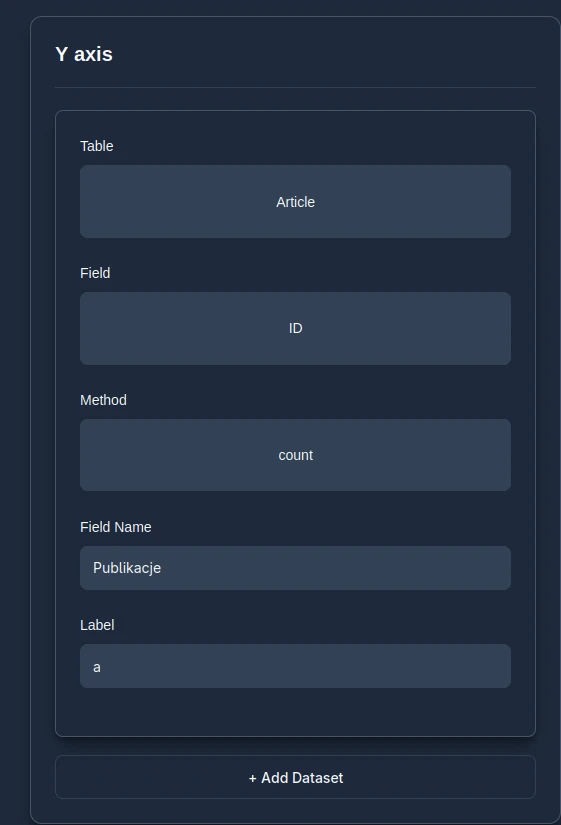 Y axis
Table
Article
Field
ID
Method
count
Field Name
Publikacje
Label
a
+ Add Dataset